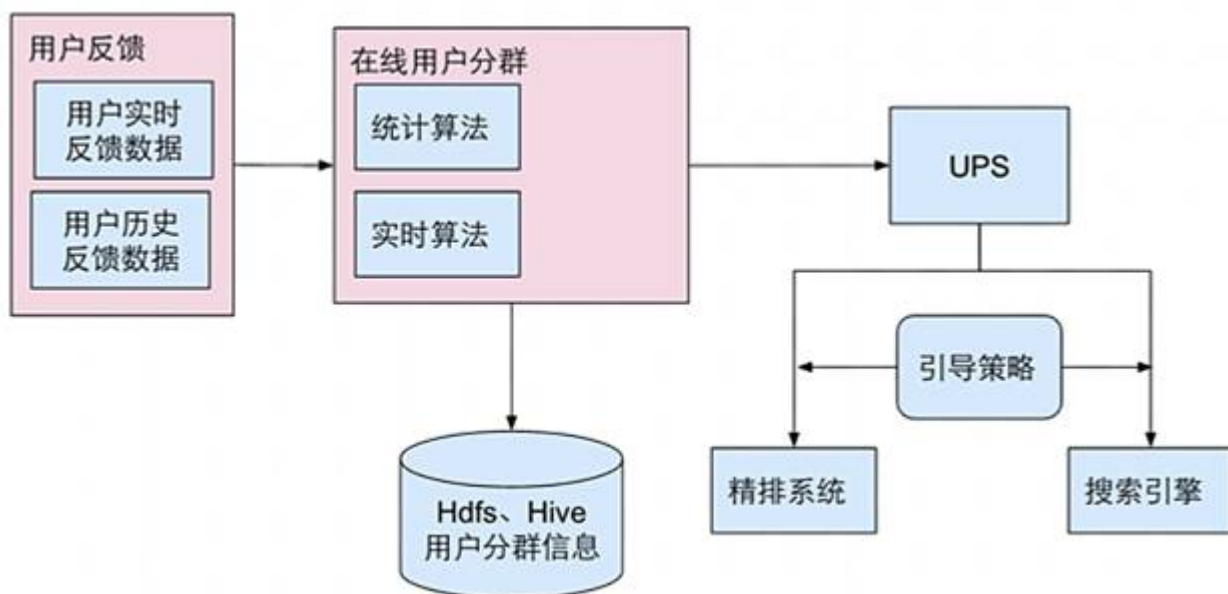 用户反馈
用户实时
反馈数据
用户历史
反馈数据
在线用户分群
统计算法
实时算法
UPS
引导策略
精排系统
搜索引擎
Hdfs、Hive
用户分群信息